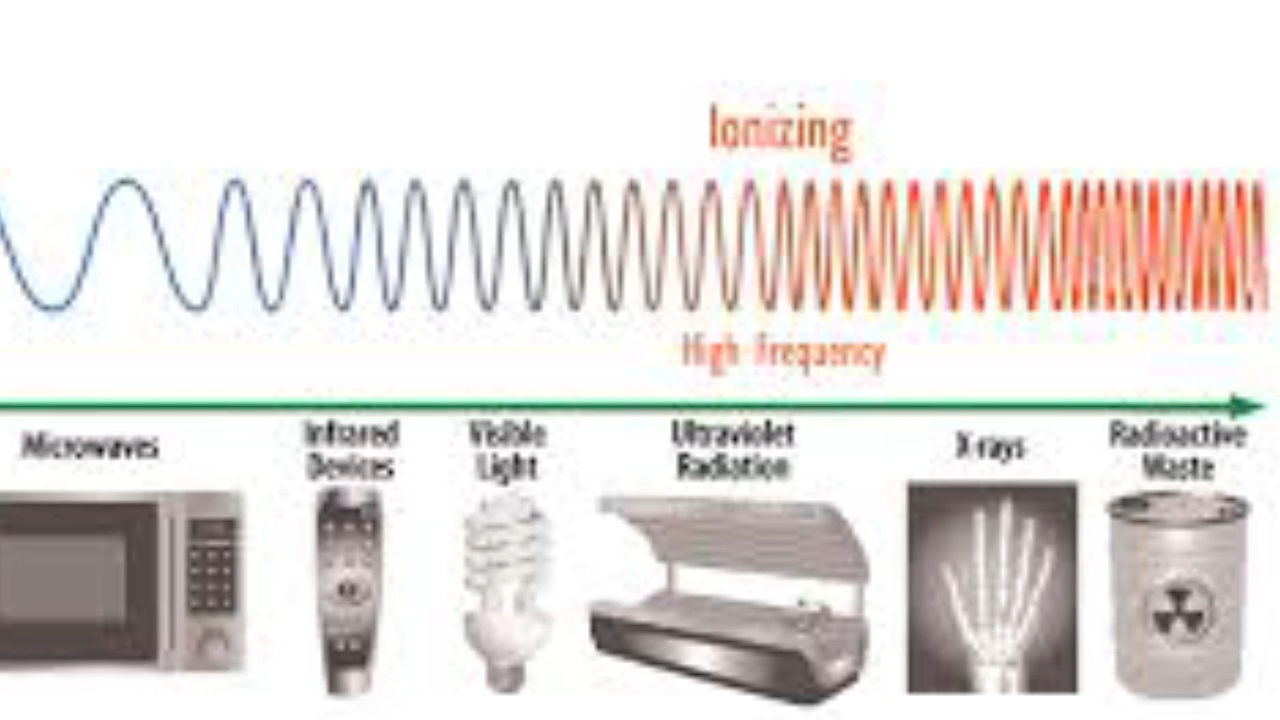 Ionizing
High Frequency
Microwaves
Infrared
Devices
Visible
Light
Ultraviolet
Radiation
X-rays
Radioactive
Waste